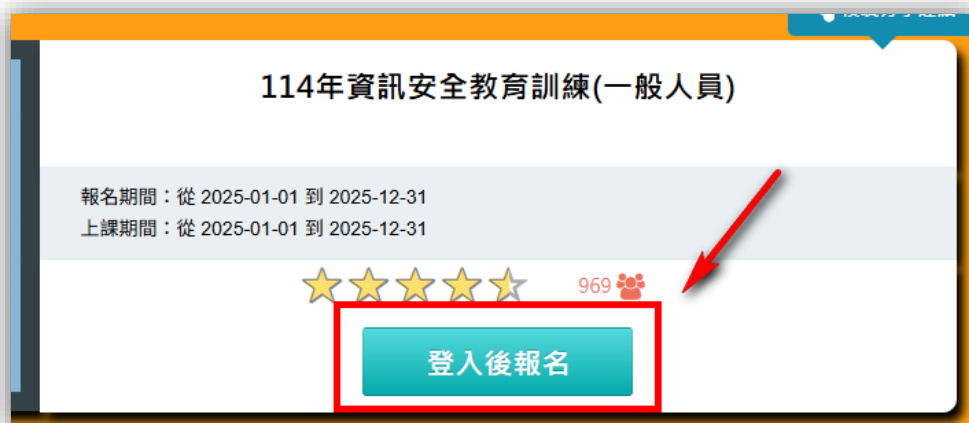 114年資訊安全教育訓練(一般人員)
報名期間：從 2025-01-01 到 2025-12-31
上課期間：從 2025-01-01 到 2025-12-31
969
登入後報名